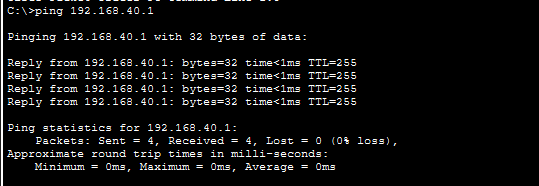 C:\>ping 192.168.40.1
Pinging 192.168.40.1 with 32 bytes of data:
Reply from 192.168.40.1: bytes=32 time<1ms TTL=255
Reply from 192.168.40.1: bytes=32 time<1ms TTL=255
Reply from 192.168.40.1: bytes=32 time<1ms TTL=255
Reply from 192.168.40.1: bytes=32 time<1ms TTL=255
Ping statistics for 192.168.40.1:
Packets: Sent = 4, Received = 4, Lost = 0 (0% loss),
Approximate round trip times in milli-seconds:
Minimum = 0ms, Maximum = 0ms, Average = 0ms